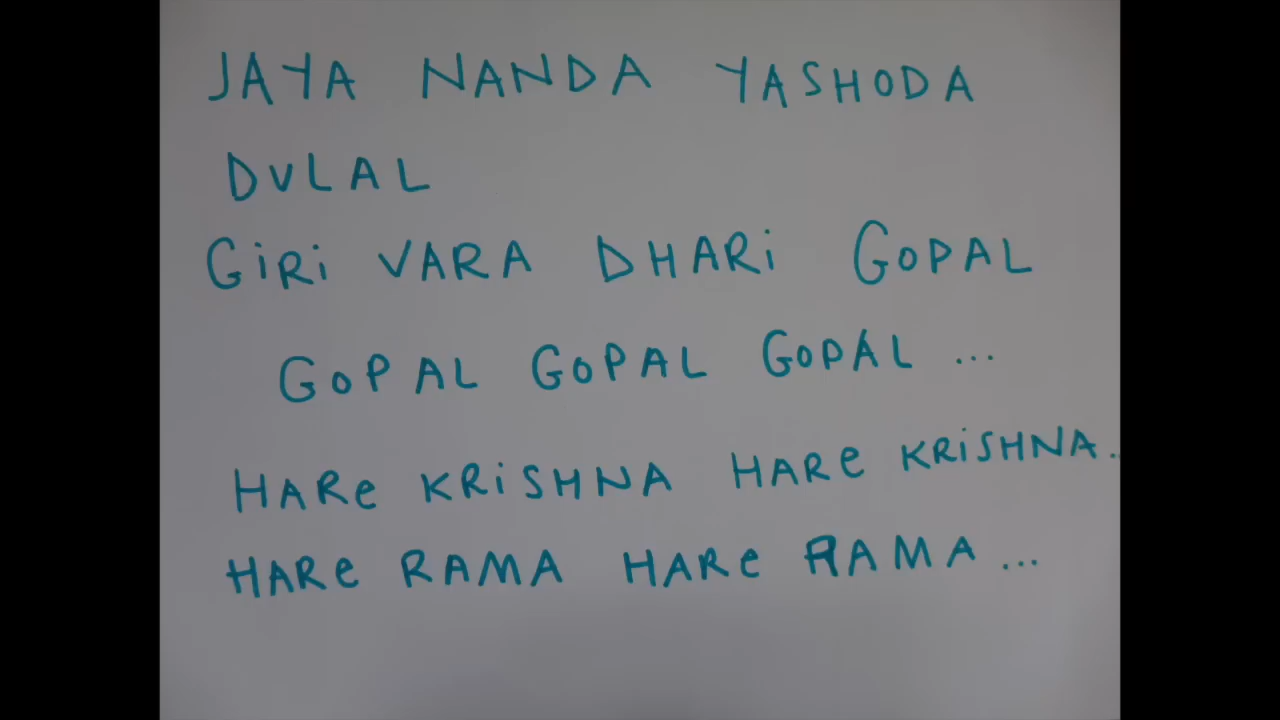 JAYA NANDA YASHODA
DULAL
GiRi VARA DHARi GOPAL
GOPAL GOPAL GOPAL ...
HARe KRiSHNA HARe KRiSHNA..
HARe RAMA HARe RAMA ...